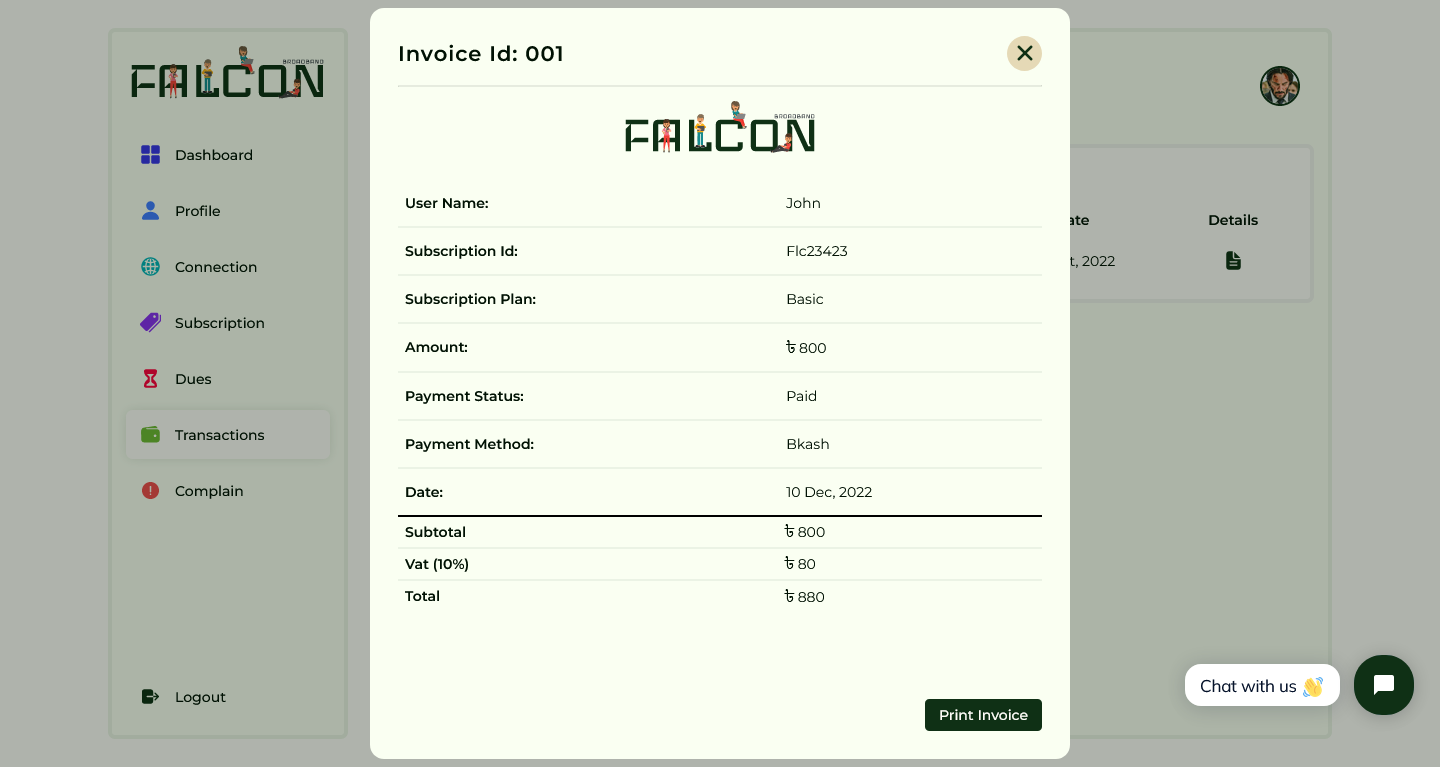 FALCON
BROADBAND
Dashboard
Profile
Connection
Subscription
Dues
Transactions
Complain
Logout
Invoice Id: 001
FALCON
BROADBAND
User Name: John
Subscription Id: Flc23423
Subscription Plan: Basic
Amount: ৳ 800
Payment Status: Paid
Payment Method: Bkash
Date: 10 Dec, 2022
Subtotal ৳ 800
Vat (10%) ৳ 80
Total ৳ 880
Print Invoice
Details
2022
Chat with us 👋